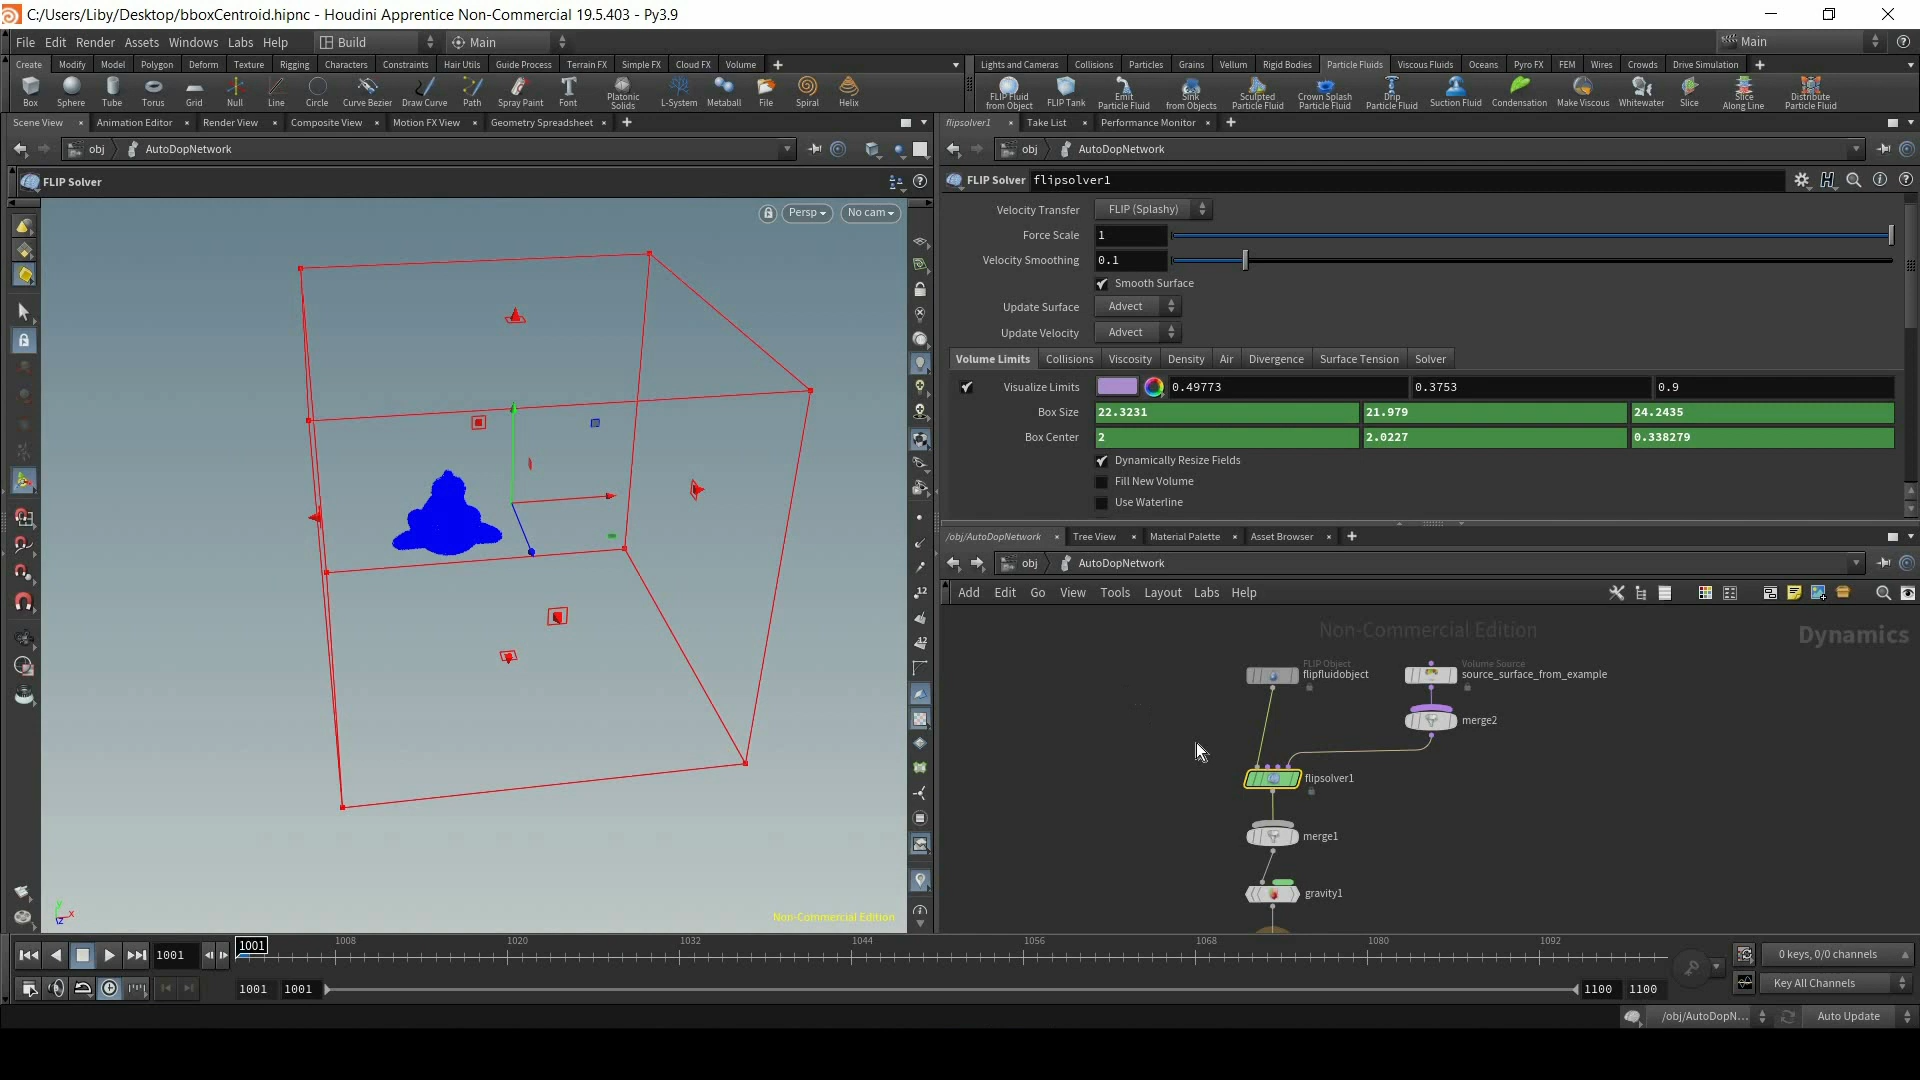 C:/Users/Liby/Desktop/bboxCentroid.hipnc - Houdini Apprentice Non-Commercial 19.5.403 - Py3.9
File Edit Render Assets Windows Labs Help Build Main Main
Create Modify Model Polygon Deform Texture Rigging Characters Constraints Hair Utils Guide Process Terrain FX Simple FX Cloud FX Volume
Lights and Cameras Collisions Particles Grains Vellum Rigid Bodies Particle Fluids Viscous Fluids Oceans Pyro FX FEM Wires Crowds Drive Simulation
Box Sphere Tube Torus Grid Null Line Circle Curve Bezier Draw Curve Path Spray Paint Font Platonic Solids L-System Metaball File Spiral Helix
FLIP Fluid from Object FLIP Tank Emit Particle Fluid Sink from Objects Sculpted Particle Fluid Crown Splash Particle Fluid Drip Particle Fluid Suction Fluid Condensation Make Viscous Whitewater Slice Slice Along Line Distribute Particle Fluid
Scene View Animation Editor Render View Composite View Motion FX View Geometry Spreadsheet
flipsolver1 Take List Performance Monitor
obj AutoDopNetwork
obj AutoDopNetwork
FLIP Solver
FLIP Solver flipsolver1
Persp No cam
Velocity Transfer FLIP (Splashy)
Force Scale 1
Velocity Smoothing 0.1
Smooth Surface
Update Surface Advect
Update Velocity Advect
Volume Limits Collisions Viscosity Density Air Divergence Surface Tension Solver
Visualize Limits 0.49773 0.3753 0.9
Box Size 22.3231 21.979 24.2435
Box Center 2 2.0227 0.338279
Dynamically Resize Fields
Fill New Volume
Use Waterline
/obj/AutoDopNetwork Tree View Material Palette Asset Browser
obj AutoDopNetwork
Add Edit Go View Tools Layout Labs Help
Non-Commercial Edition
Dynamics
FLIP Object
flipfluidobject
Volume Source
source_surface_from_example
merge2
flipsolver1
merge1
gravity1
12
12
y
x
z
Non-Commercial Edition
1001 1001 1008 1020 1032 1044 1056 1068 1080 1092
0 keys, 0/0 channels
1001 1001 1100 1100
Key All Channels
/obj/AutoDopN... Auto Update